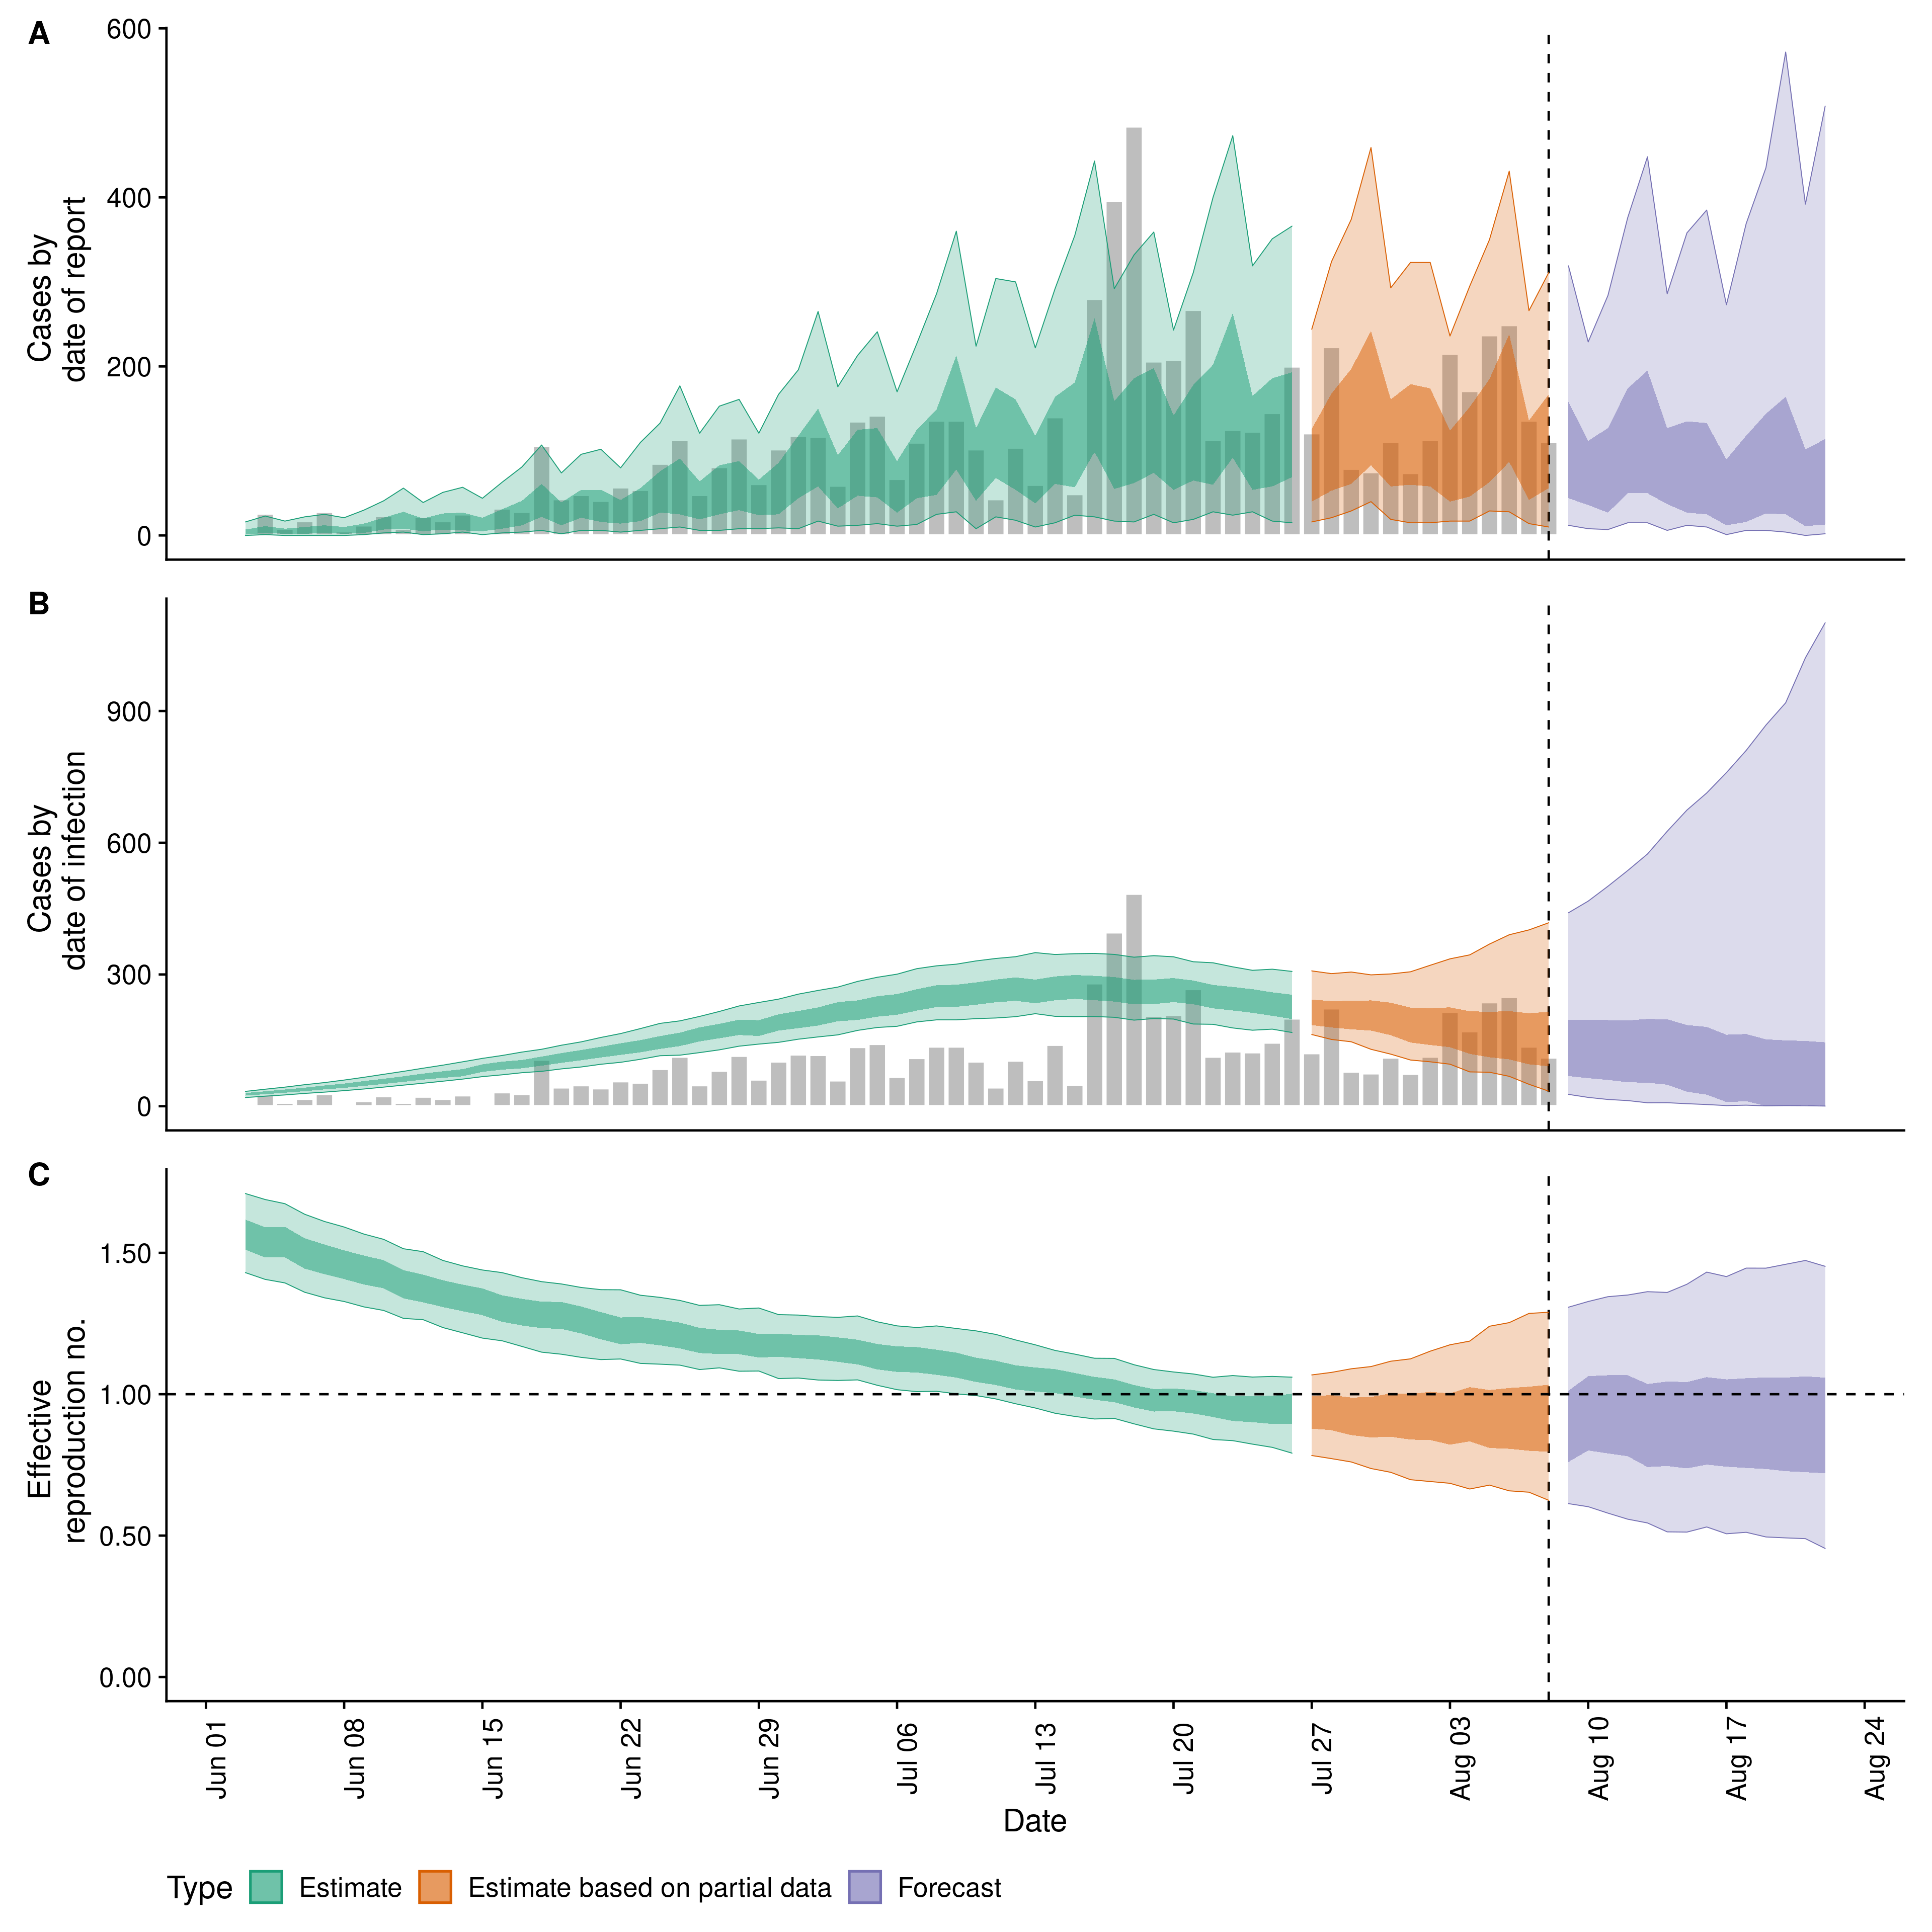 A
600
400
200
0
Cases by
date of report
B
900
600
300
0
Cases by
date of infection
C
1.50
1.00
0.50
0.00
Effective
reproduction no.
Jun 01
Jun 08
Jun 15
Jun 22
Jun 29
Jul 06
Jul 13
Jul 20
Jul 27
Aug 03
Aug 10
Aug 17
Aug 24
Date
Type Estimate Estimate based on partial data Forecast